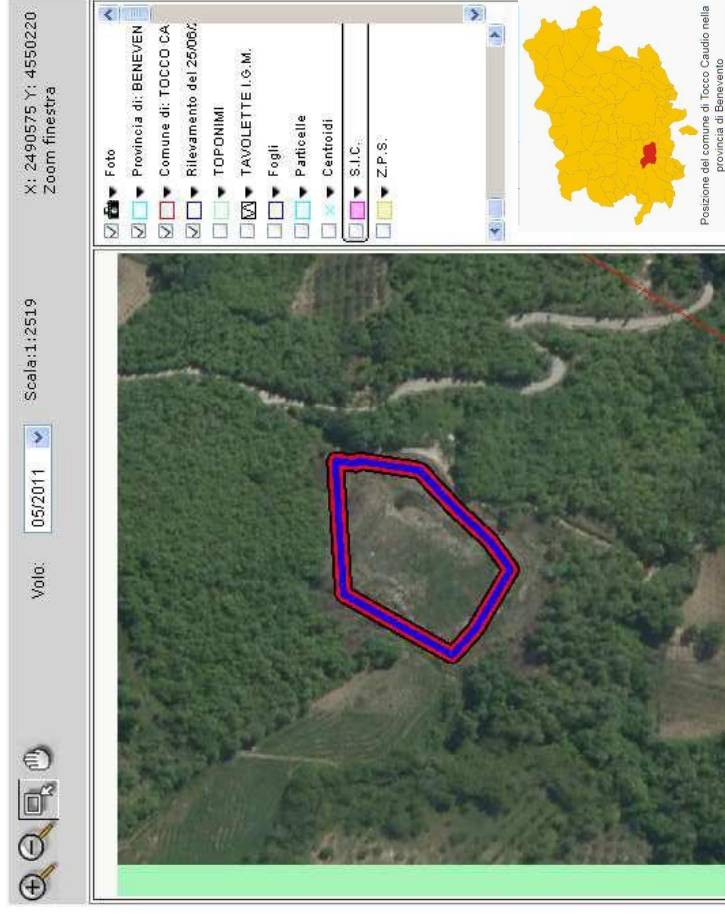 Volo: 05/2011 Scala:1:2519 X: 2490575 Y: 4550220
Zoom finestra
Foto
Provincia di: BENEVEN
Comune di: TOCCO CA
Rilevamento del 25/06/2
TOPONIMI
TAVOLETTE I.G.M.
Fogli
Particelle
Centroidi
S.I.C.
Z.P.S.
Posizione del comune di Tocco Caudio nella
provincia di Benevento